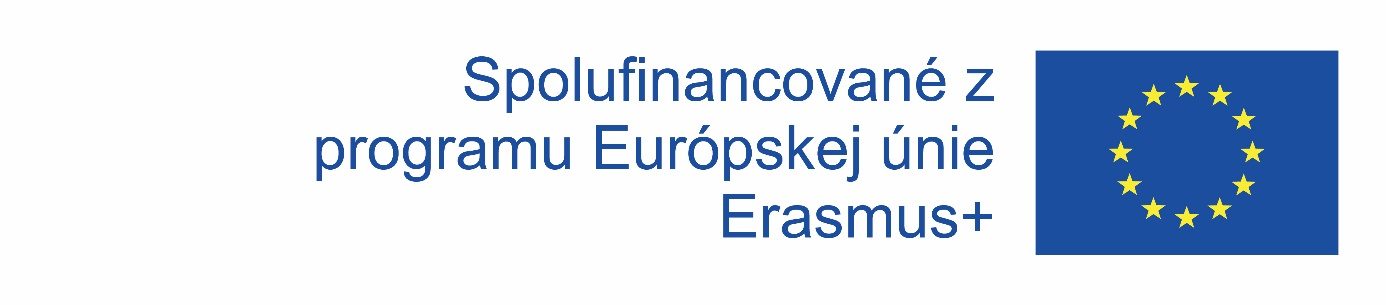 Spolufinancované z
programu Európskej únie
Erasmus+